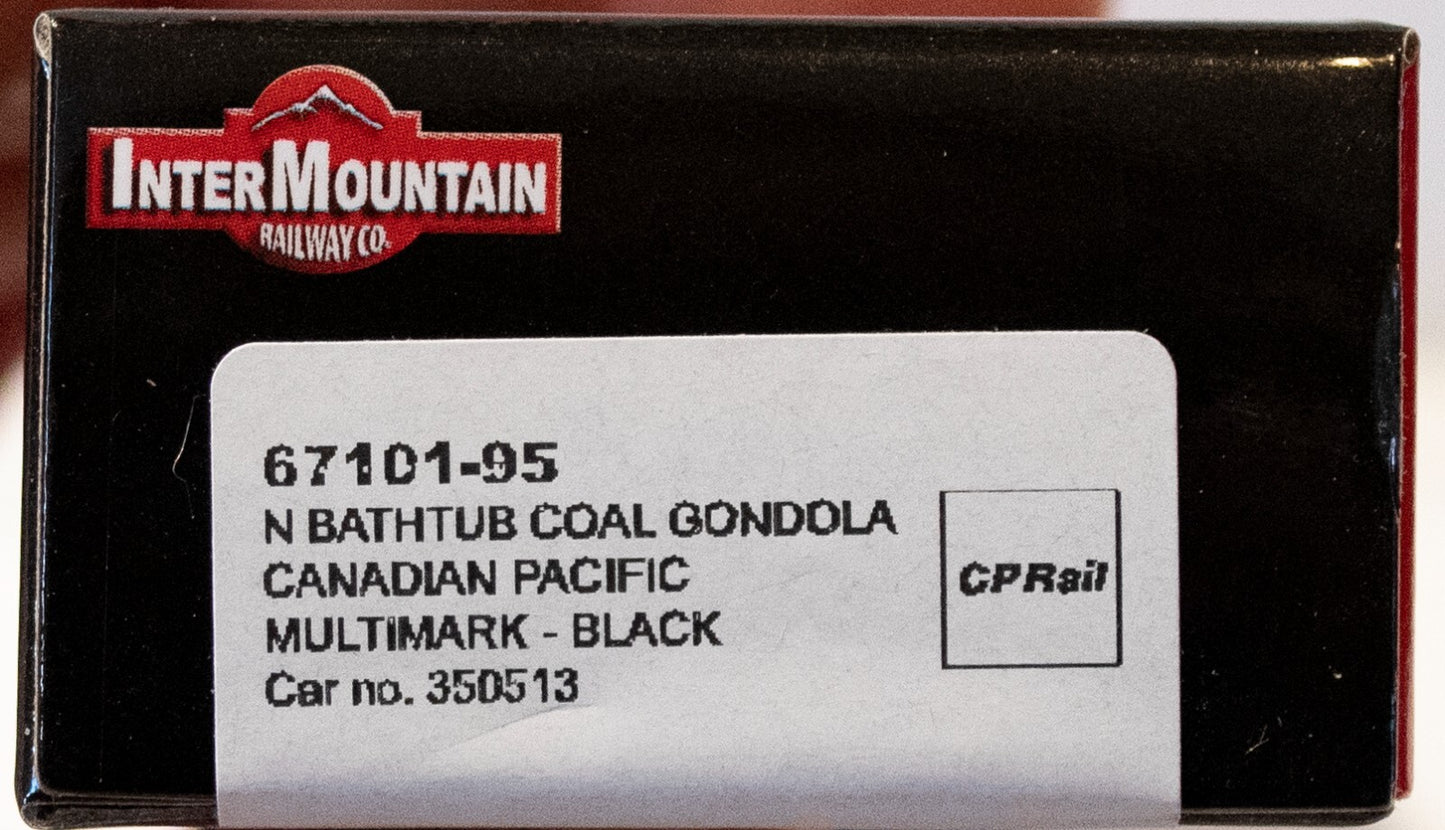 INTERMOUNTAIN
RAILWAY CO.
67101-95
N BATHTUB COAL GONDOLA
CANADIAN PACIFIC
MULTIMARK - BLACK
Car no. 350513
CPRail